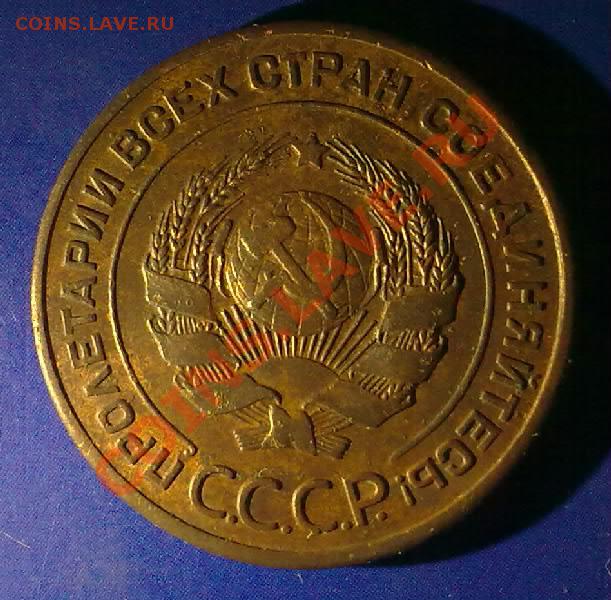 COINS.LAVE.RU
ПРОЛЕТАРИИ ВСЕХ СТРАН СОЕДИНЯЙТЕСЬ!
С.С.С.Р.
COINS.LAVE.RU